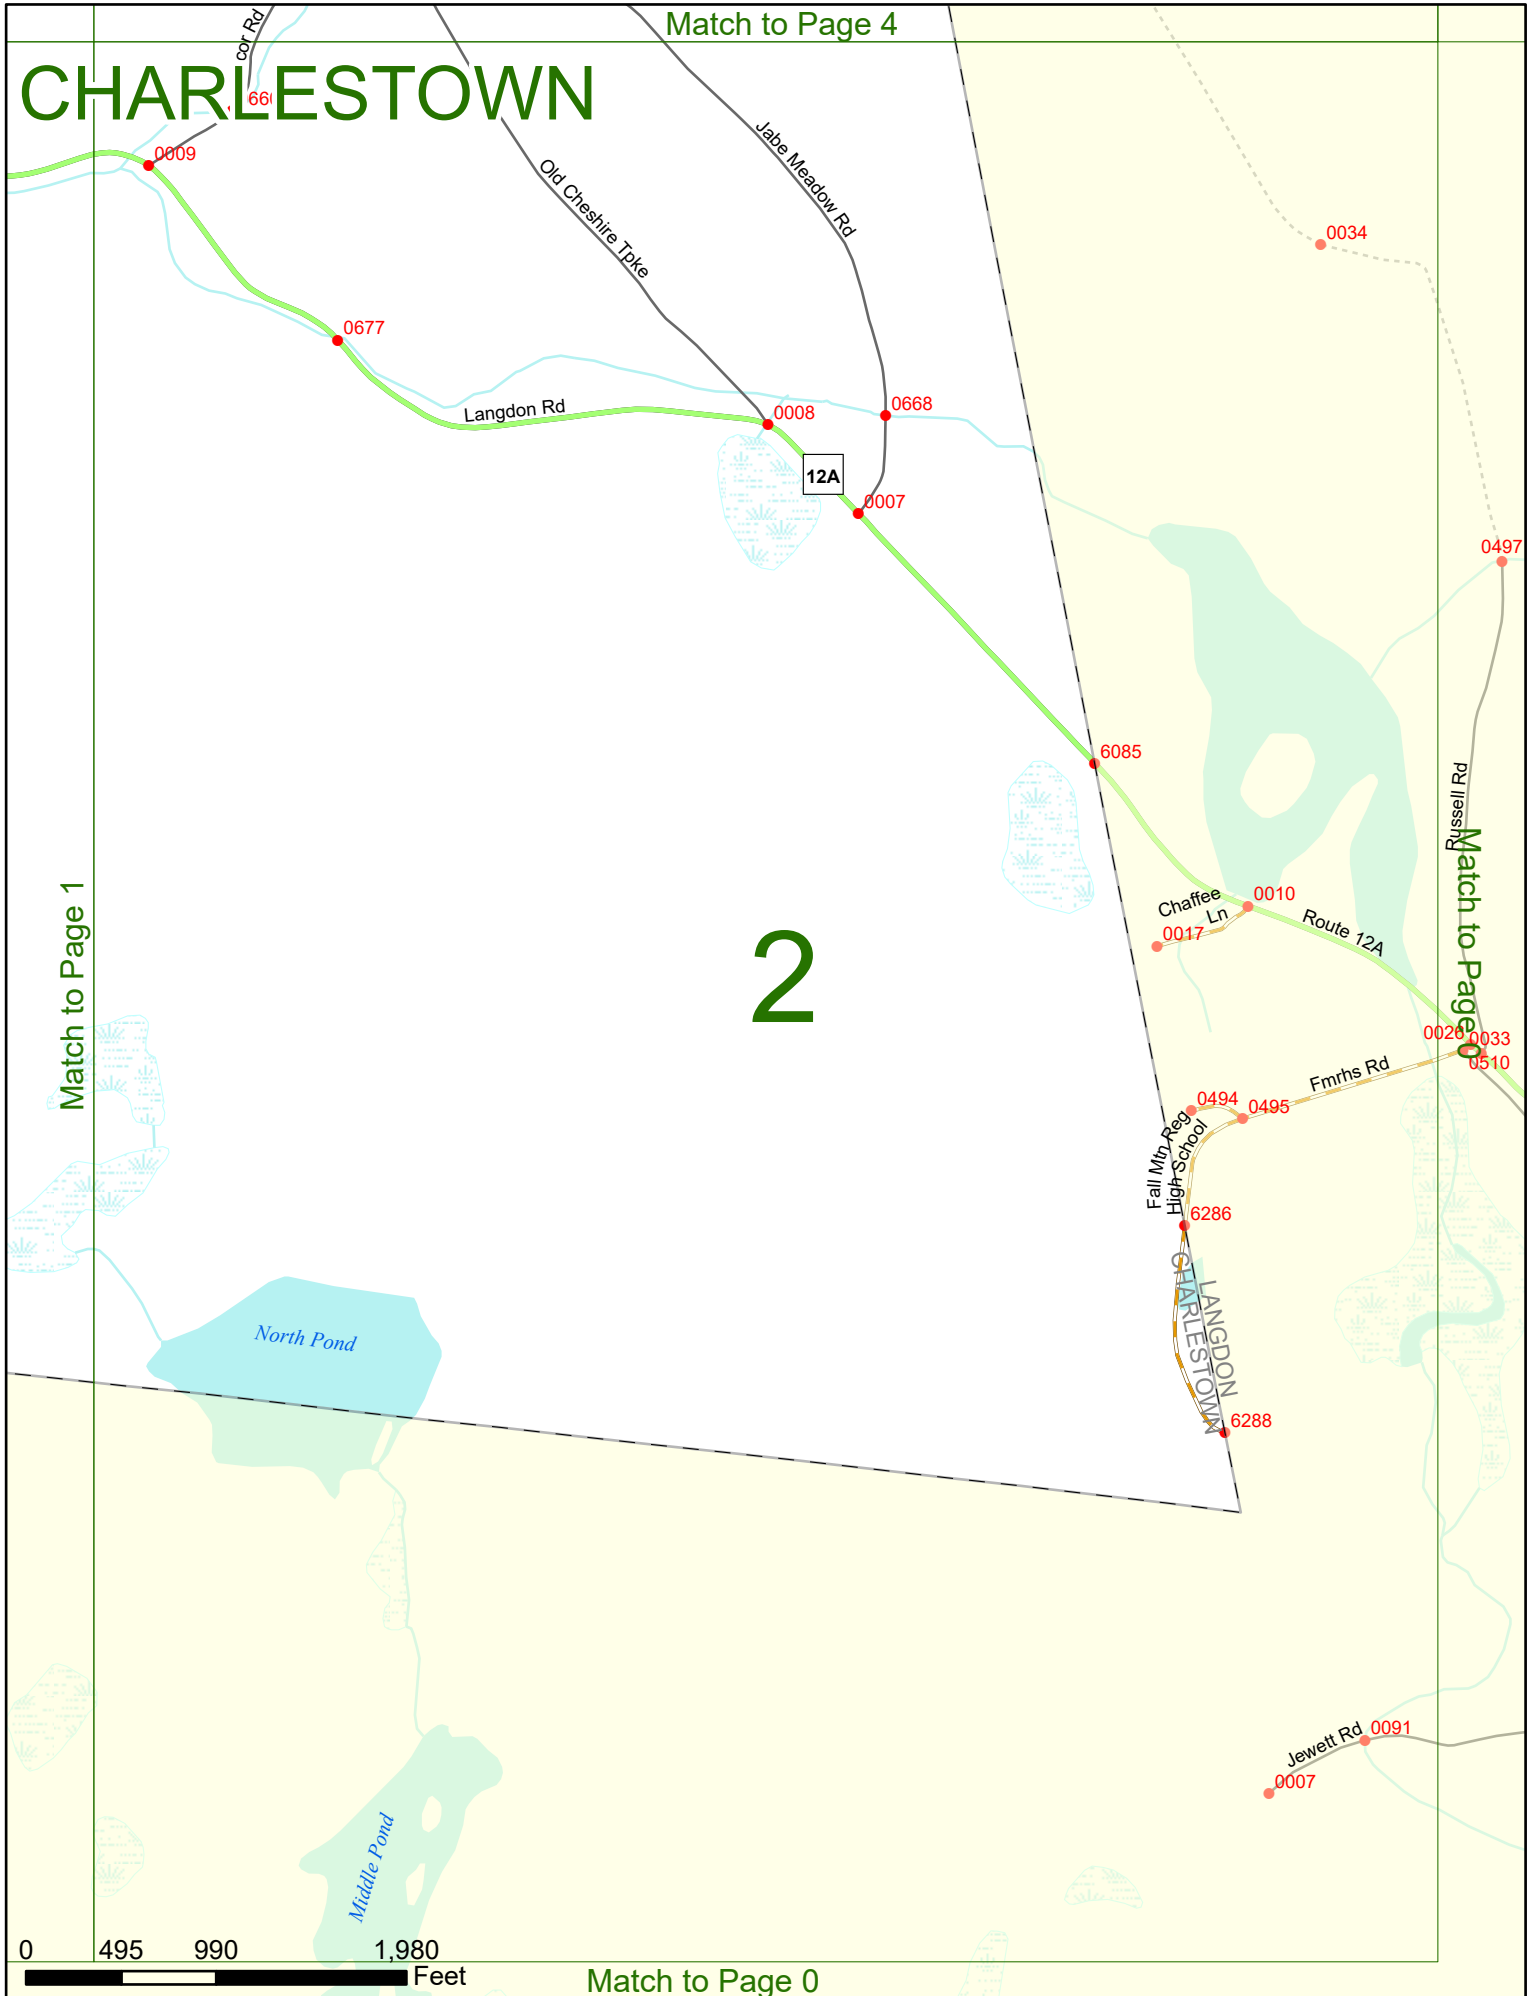 Match to Page 4
cor Rd
CHARLESTOWN
0009
Jabe Meadow Rd
Old Cheshire Tpke
0034
0677
Langdon Rd
0008
0668
12A
0007
0497
6085
Russell Rd
Match to Page 1
Match to Page 0
Chaffee
Ln
0010
0017
Route 12A
2
0026
0033
0510
Fmrhs Rd
0494
0495
Fall Mtn Reg
High School
6286
LANGDON
CHARLESTOWN
North Pond
6288
Jewett Rd
0091
0007
Middle Pond
0 495 990 1,980
Feet
Match to Page 0